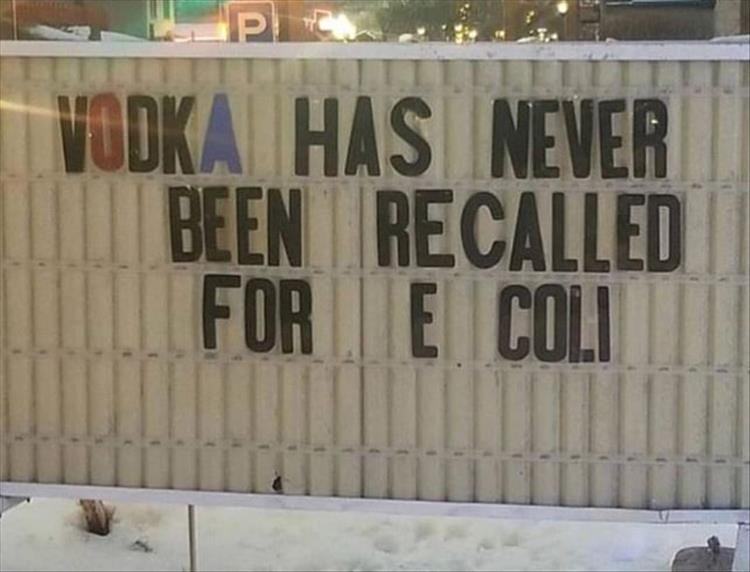 P
VODKA HAS NEVER
BEEN RECALLED
FOR E COLI